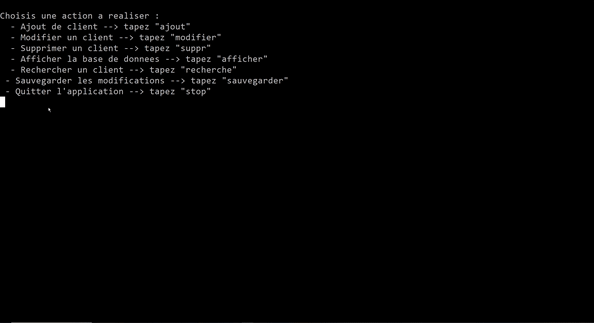 Choisis une action a realiser :
- Ajout de client --> tapez "ajout"
- Modifier un client --> tapez "modifier"
- Supprimer un client --> tapez "suppr"
- Afficher la base de donnees --> tapez "afficher"
- Rechercher un client --> tapez "recherche"
- Sauvegarder les modifications --> tapez "sauvegarder"
- Quitter l'application --> tapez "stop"